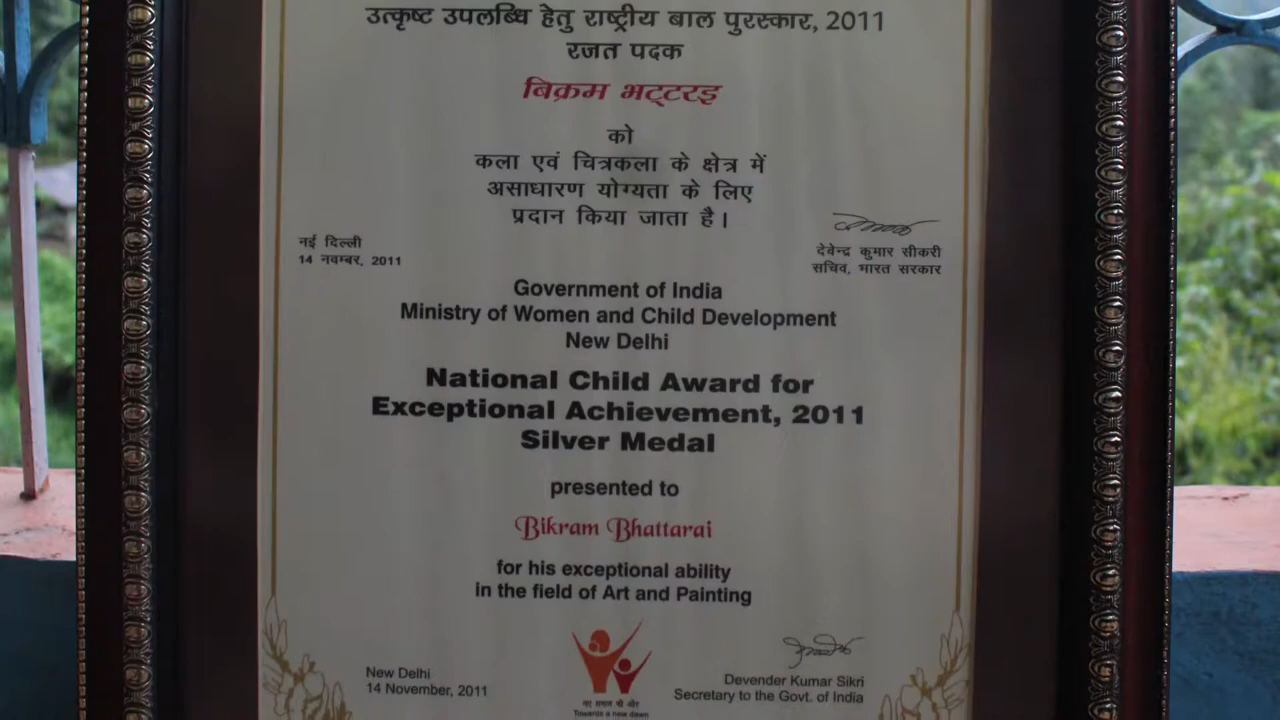 उत्कृष्ट उपलब्धि हेतु राष्ट्रीय बाल पुरस्कार, 2011
रजत पदक
बिक्रम भट्टरइ
को
कला एवं चित्रकला के क्षेत्र में
असाधारण योग्यता के लिए
प्रदान किया जाता है।
नई दिल्ली
14 नवम्बर, 2011
देवेन्द्र कुमार सीकरी
सचिव, भारत सरकार
Government of India
Ministry of Women and Child Development
New Delhi
National Child Award for
Exceptional Achievement, 2011
Silver Medal
presented to
Bikram Bhattarai
for his exceptional ability
in the field of Art and Painting
New Delhi
14 November, 2011
Devender Kumar Sikri
Secretary to the Govt. of India
नए प्रभात की ओर
Towards a new dawn